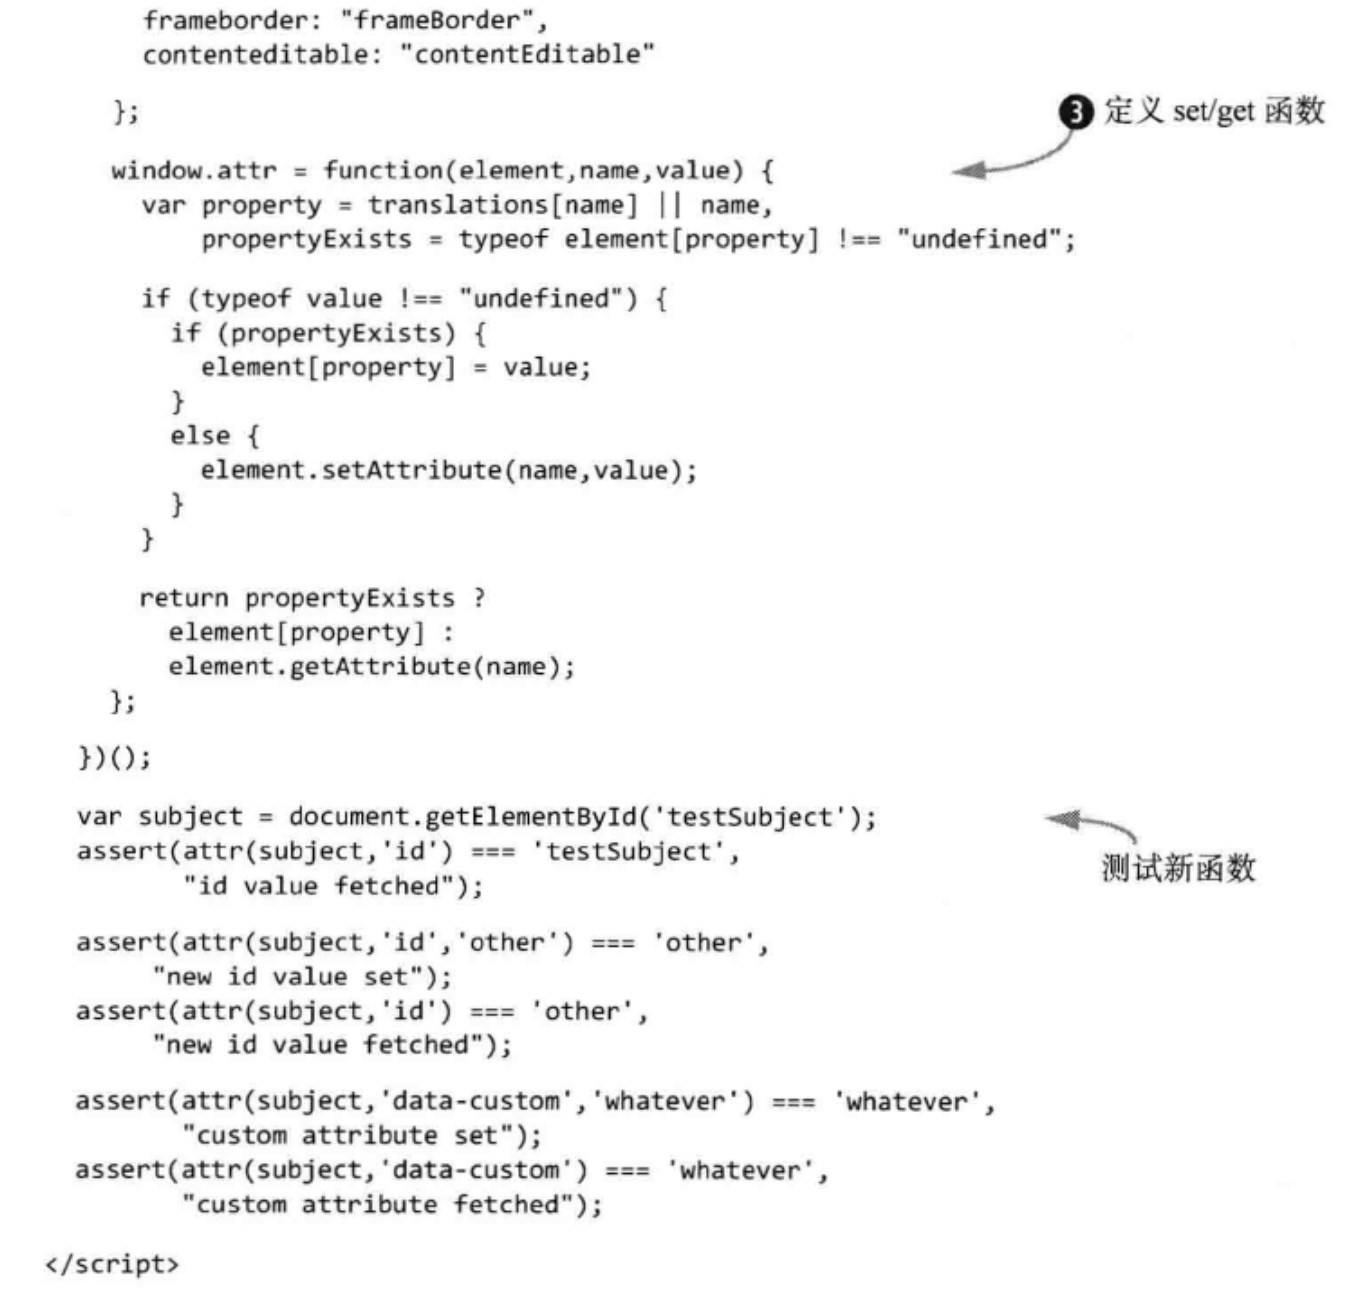 frameborder: "frameBorder",
contenteditable: "contentEditable"
};
❸ 定义 set/get 函数
window.attr = function(element,name,value) {
var property = translations[name] || name,
propertyExists = typeof element[property] !== "undefined";
if (typeof value !== "undefined") {
if (propertyExists) {
element[property] = value;
}
else {
element.setAttribute(name,value);
}
}
return propertyExists ?
element[property] :
element.getAttribute(name);
};
})();
var subject = document.getElementById('testSubject');
assert(attr(subject,'id') === 'testSubject',
"id value fetched");
测试新函数
assert(attr(subject,'id','other') === 'other',
"new id value set");
assert(attr(subject,'id') === 'other',
"new id value fetched");
assert(attr(subject,'data-custom','whatever') === 'whatever',
"custom attribute set");
assert(attr(subject,'data-custom') === 'whatever',
"custom attribute fetched");
</script>